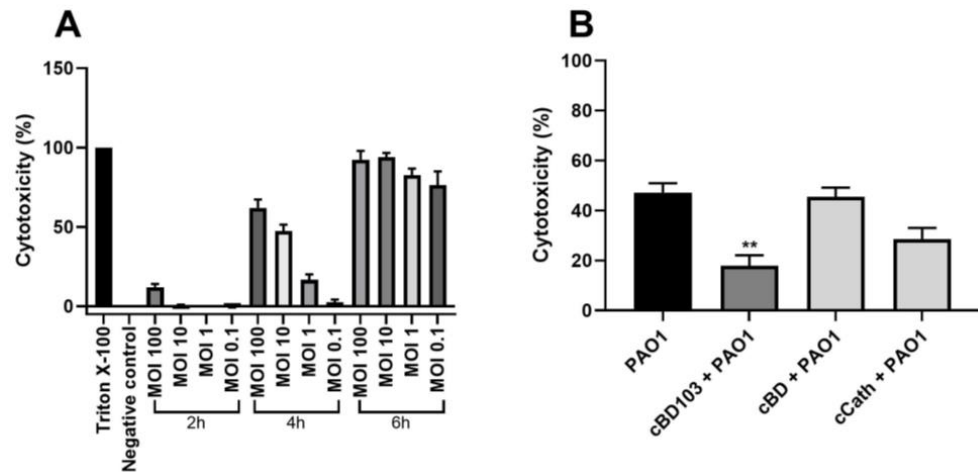 A
Cytotoxicity (%)
150
100
50
0
Triton X-100
Negative control
MOI 100
MOI 10
MOI 1
MOI 0.1
MOI 100
MOI 10
MOI 1
MOI 0.1
MOI 100
MOI 10
MOI 1
MOI 0.1
2h
4h
6h
B
Cytotoxicity (%)
100
80
60
40
20
0
**
PAO1
cBD103 + PAO1
cBD + PAO1
cCath + PAO1